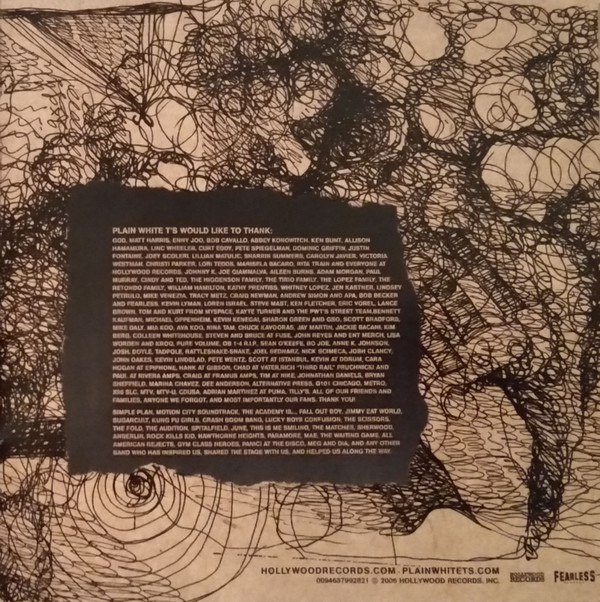 PLAIN WHITE T'S WOULD LIKE TO THANK:
GOD, MATT HARRIS, ENNY JOO, BOB CAVALLO, ABBEY KONOWITCH, KEN BUNT, ALLISON
HAMAMURA, LINC WHEELER, CURT EDDY, PETE SPIEGELMAN, DOMINIC GRIFFIN, JUSTIN
FONTAINE, JOEY SCOLERI, LILLIAN MATULIC, SHARRIN SUMMERS, CAROLYN JAVIER, VICTORIA
WESTMAN, CHRISTI PARKER, LORI TEIDS, MARISELA BACARO, RITA TRAIN AND EVERYONE AT
HOLLYWOOD RECORDS, JOHNNY K, JOE GIAMMALVA, AILEEN BURNS, ADAM MORGAN, PAUL
MURRAY, CINDY AND TED, THE HIGGENSON FAMILY, THE TIRIO FAMILY, THE LOPEZ FAMILY, THE
RETONDO FAMILY, WILLIAM HAMILTON, KATHY PRENTISS, WHITNEY LOPEZ, JEN KARTNER, LINDSEY
PETRULO, MIKE VENEZIA, TRACY METZ, CRAIG NEWMAN, ANDREW SIMON AND APA, BOB BECKER
AND FEARLESS, KEVIN LYMAN, LOREN ISRAEL, STEVE MAST, KEN FLETCHER, ERIC VOREL, LANCE
BROWN, TOM AND KURT FROM MYSPACE, KAYTE TURNER AND THE PWT'S STREET TEAM, BENNETT
KAUFMAN, MICHAEL OPPENHEIM, KEVIN KENEGAI, SHARON GREEN AND GSO, SCOTT BRADFORD,
MIKE DALY, MIA KOO, AYA KOO, RINA TAM, CHUCK KAVOORAS, JAY MARTIN, JACKIE BACANI, KIM
BIRD, COLLEEN WHITEHOUSE, STEVEN AND BRUCE AT FUSE, JOHN REYES AND ENT MERCH, LISA
WORDEN AND KROQ, PURE VOLUME, OB 1-4 R.I.P. SEAN O'KEEFE, BO JOE, ANNE K. JOHNSON,
JOSH, DOYLE, TADPOLE, RATTLESNAKE-SNAKE, JOEL BEDNARZ, NICK SCIMECA, JOSH CLANCY,
JOHN OAKES, KEVIN LINDBLAD, PETE WENTZ, SCOTT AT ISTANBUL, KEVIN AT DDRUM, CARA
HOGAN AT EPIPHONE, HANK AT GIBSON, CHAD AT VATER, RICH "THIRD RAIL" PRUCHNICKI AND
PAUL AT RIVERA AMPS, CRAIG AT FRAMUS AMPS, TIM AT NIKE, JOHNATHAN DANIELS, BRYAN
SHEFFIELD, MARINA CHAVEZ, DEE ANDERSON, ALTERNATIVE PRESS, Q101 CHICAGO, METRO,
X96 SLC, MTV, MTV-U, COUSA, ADRIAN MARTINEZ AT PUMA, TILLY'S, ALL OF OUR FRIENDS AND
FAMILIES, ANYONE WE FORGOT, AND MOST IMPORTANTLY OUR FANS. THANK YOU!
SIMPLE PLAN, MOTION CITY SOUNDTRACK, THE ACADEMY IS..., FALL OUT BOY, JIMMY EAT WORLD,
SUGARCULT, KUNG FU GIRLS, CRASH BOOM BANG, LUCKY BOYS CONFUSION, THE SCISSORS,
THE FOLD, THE AUDITION, SPITALFIELD, JUNE, THIS IS ME SMILING, THE MATCHES, SHERWOOD,
ANBERLIN, ROCK KILLS KID, HAWTHORNE HEIGHTS, PARAMORE, MAE, THE WAITING GAME, ALL
AMERICAN REJECTS, GYM CLASS HEROES, PANIC! AT THE DISCO, MEG AND DIA, AND ANY OTHER
BAND WHO HAS INSPIRED US, SHARED THE STAGE WITH US, AND HELPED US ALONG THE WAY.
HOLLYWOODRECORDS.COM · PLAINWHITETS.COM
0094637992821 © 2006 HOLLYWOOD RECORDS, INC.
RECORDS
FEARLESS